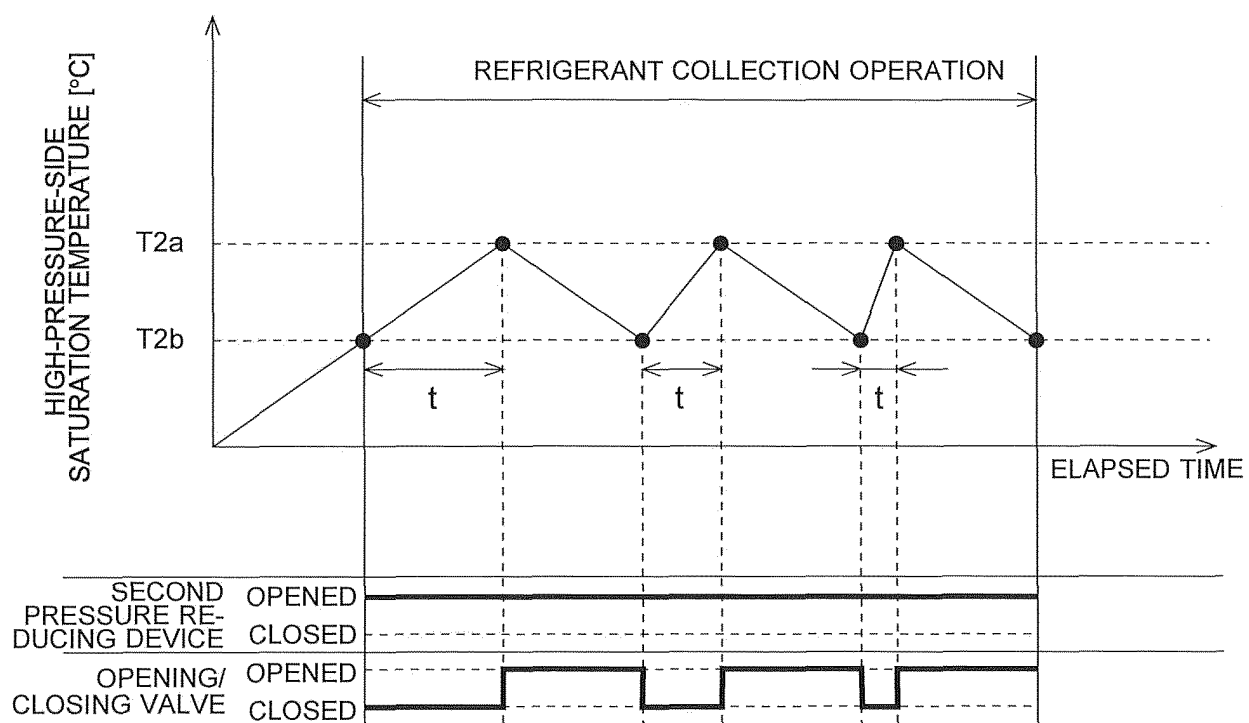 HIGH-PRESSURE-SIDE
SATURATION TEMPERATURE [°C]
REFRIGERANT COLLECTION OPERATION
T2a
T2b
t
t
t
ELAPSED TIME
SECOND
PRESSURE RE-
DUCING DEVICE
OPENED
CLOSED
OPENING/
CLOSING VALVE
OPENED
CLOSED